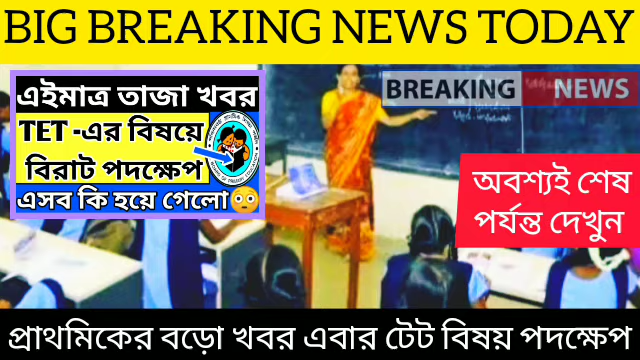 BIG BREAKING NEWS TODAY
BREAKING NEWS
এইমাত্র তাজা খবর
TET -এর বিষয়ে
বিরাট পদক্ষেপ
এসব কি হয়ে গেলো😳
অবশ্যই শেষ
পর্যন্ত দেখুন
প্রাথমিকের বড়ো খবর এবার টেট বিষয় পদক্ষেপ